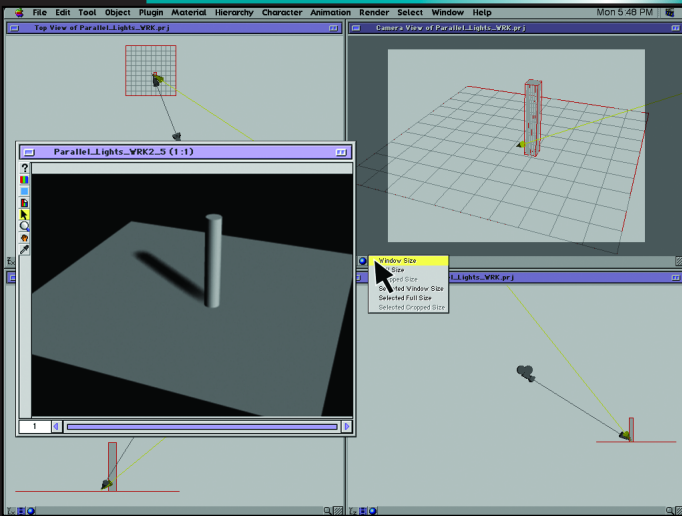 File Edit Tool Object Plugin Material Hierarchy Character Animation Render Select Window Help Mon 5:48 PM
Top View of Parallel_Lights_WRK.prj
Camera View of Parallel_Lights_WRK.prj
Parallel_Lights_WRK2_5 (1:1)
?
Window Size
Size
Selected Window Size
Selected Full Size
Selected Cropped Size
l_Lights_WRK.prj
1